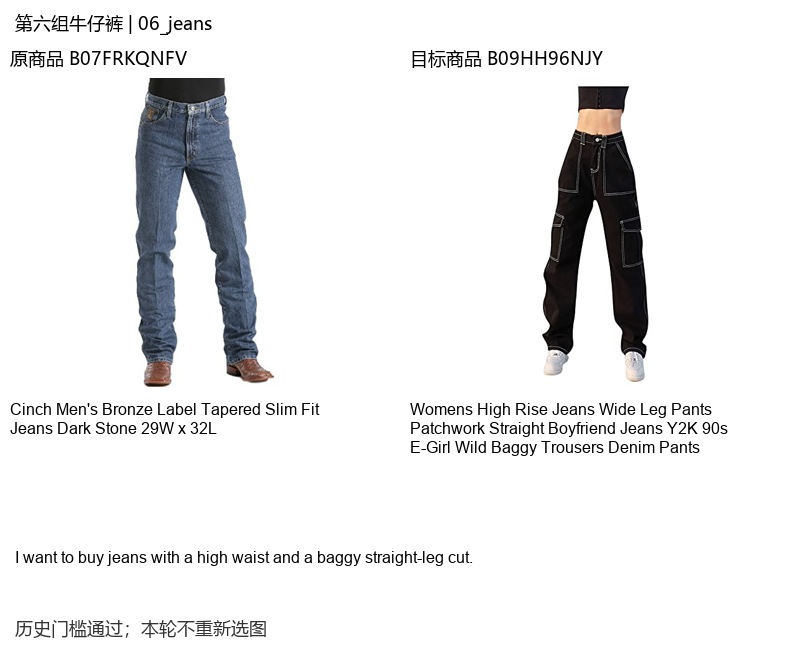 第六组牛仔裤 | 06_jeans
原商品 B07FRKQNFV
目标商品 B09HH96NJY
Cinch Men's Bronze Label Tapered Slim Fit
Jeans Dark Stone 29W x 32L
Womens High Rise Jeans Wide Leg Pants
Patchwork Straight Boyfriend Jeans Y2K 90s
E-Girl Wild Baggy Trousers Denim Pants
I want to buy jeans with a high waist and a baggy straight-leg cut.
历史门槛通过；本轮不重新选图